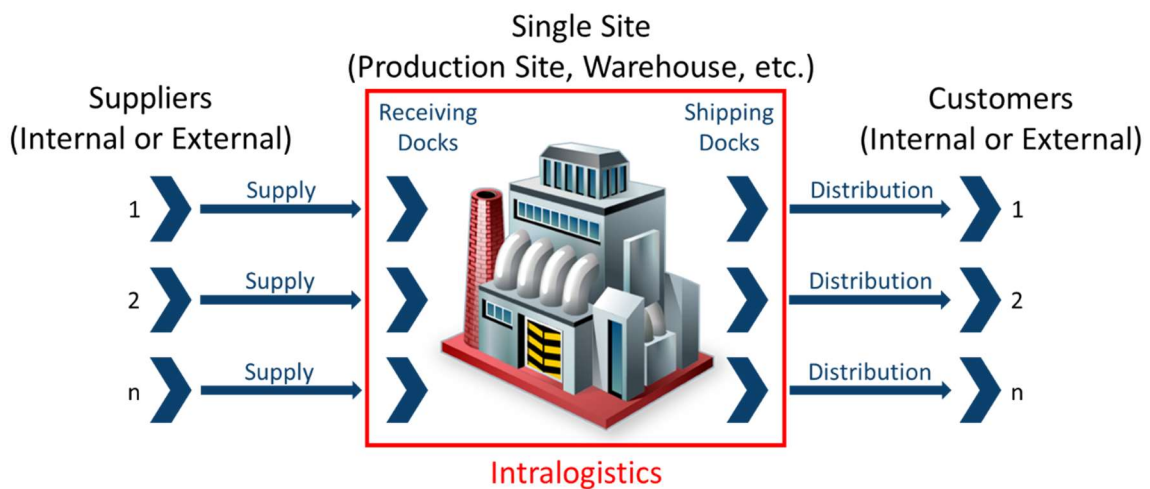 Single Site
(Production Site, Warehouse, etc.)
Suppliers
(Internal or External)
Customers
(Internal or External)
Receiving
Docks
Shipping
Docks
1
Supply
Distribution
1
2
Supply
Distribution
2
n
Supply
Distribution
n
Intralogistics